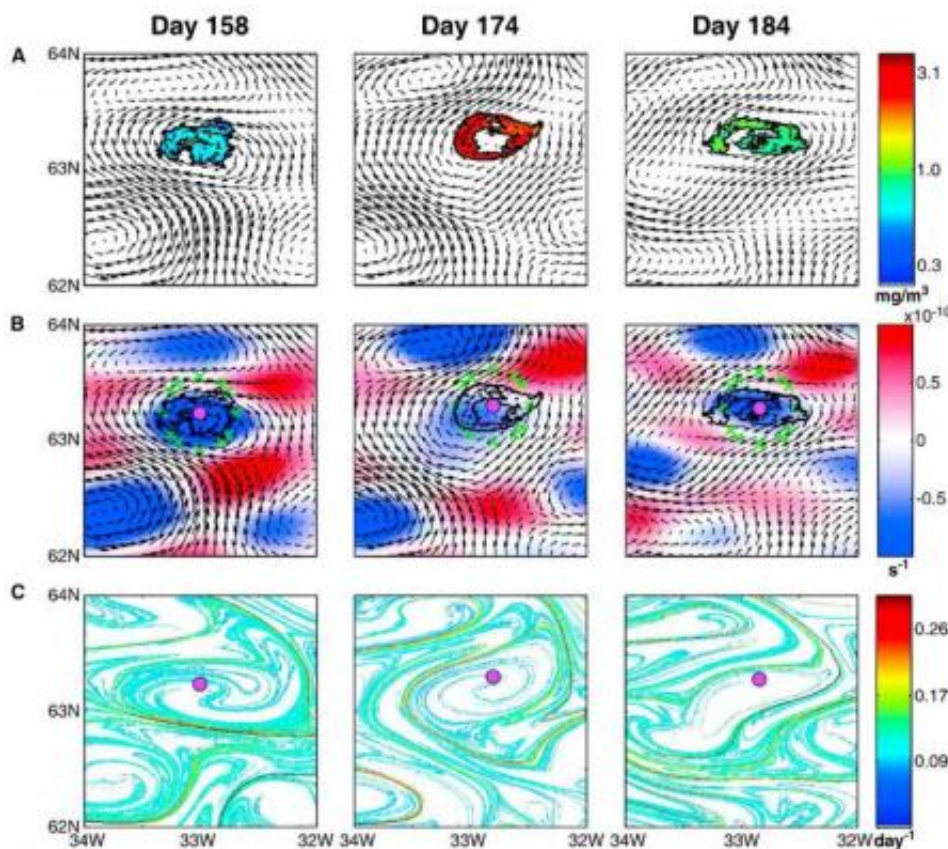 Day 158 Day 174 Day 184
A 64N 3.1
63N 1.0
62N 0.3
mg/m³
B 64N x10⁻¹⁰
0.5
63N 0
-0.5
62N
s⁻¹
C 64N
0.26
63N 0.17
0.09
62N
34W 33W 32W 33W 32W 33W 32W day⁻¹